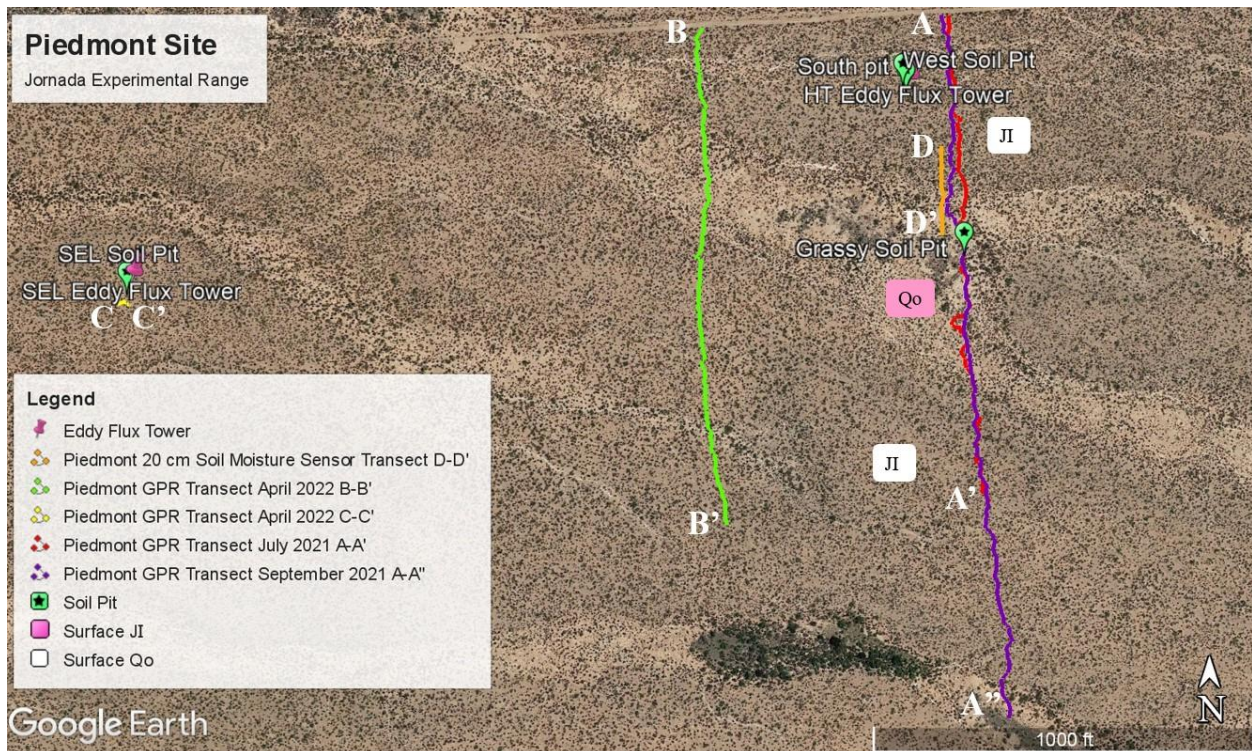 Piedmont Site
Jornada Experimental Range
B
A
South pit West Soil Pit
HT Eddy Flux Tower
JI
D
D’
Grassy Soil Pit
SEL Soil Pit
SEL Eddy Flux Tower
C C’
Qo
JI
A’
B’
A”
Legend
Eddy Flux Tower
Piedmont 20 cm Soil Moisture Sensor Transect D-D'
Piedmont GPR Transect April 2022 B-B'
Piedmont GPR Transect April 2022 C-C'
Piedmont GPR Transect July 2021 A-A'
Piedmont GPR Transect September 2021 A-A"
Soil Pit
Surface JI
Surface Qo
Google Earth
N
1000 ft